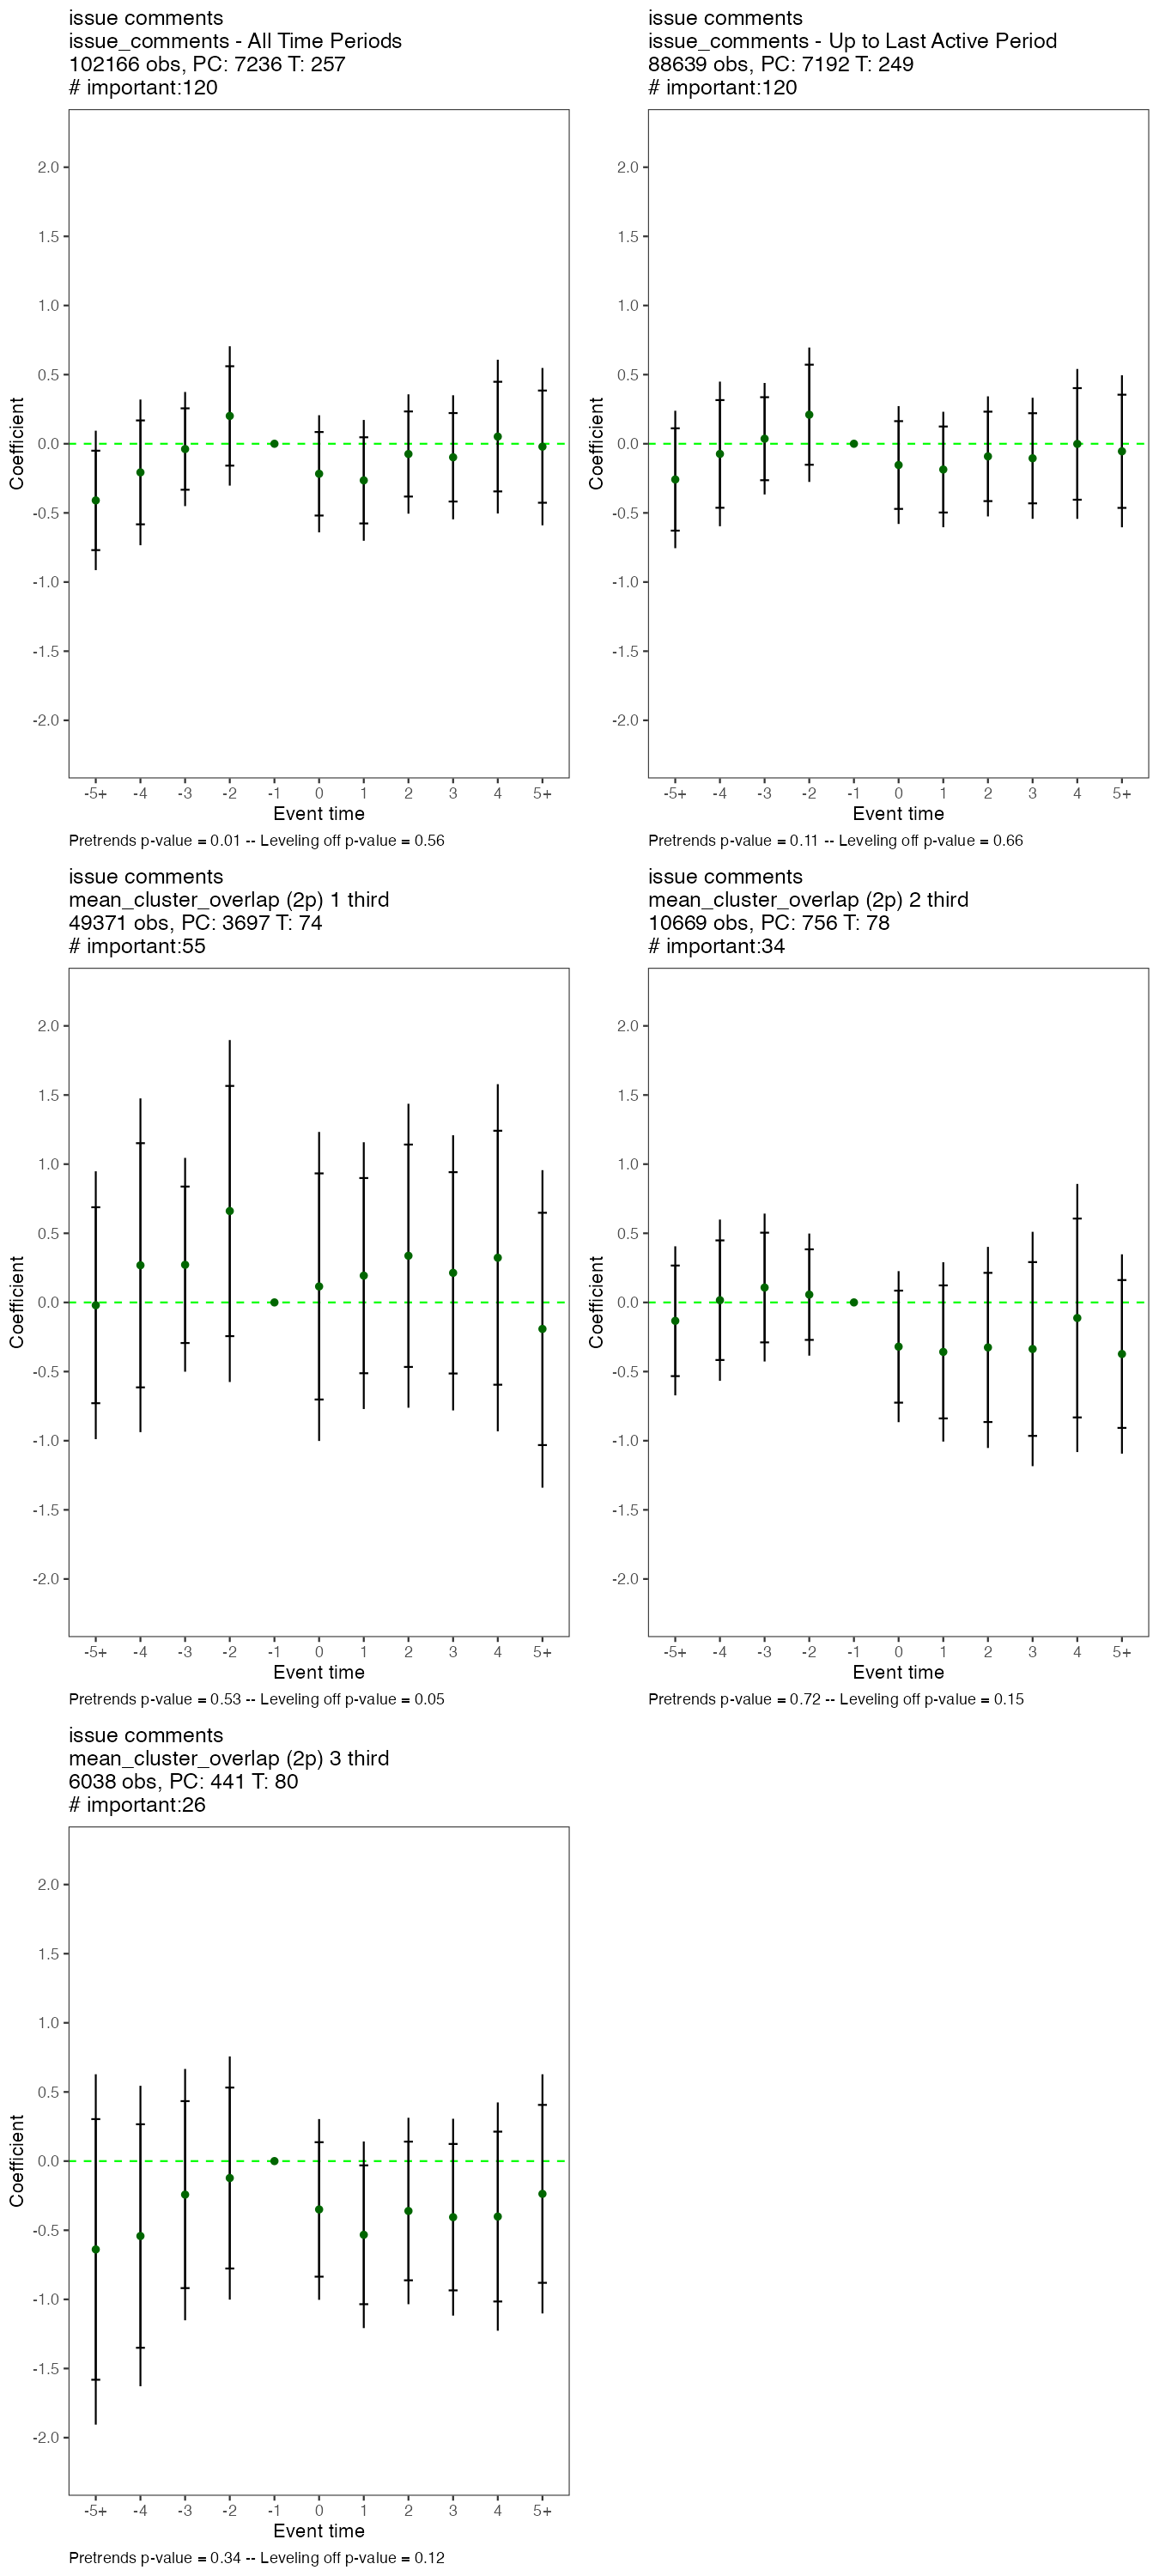 issue comments
issue_comments - All Time Periods
102166 obs, PC: 7236 T: 257
# important:120
2.0
1.5
1.0
0.5
0.0
-0.5
-1.0
-1.5
-2.0
Coefficient
-5+ -4 -3 -2 -1 0 1 2 3 4 5+
Event time
Pretrends p-value = 0.01 -- Leveling off p-value = 0.56
issue comments
issue_comments - Up to Last Active Period
88639 obs, PC: 7192 T: 249
# important:120
2.0
1.5
1.0
0.5
0.0
-0.5
-1.0
-1.5
-2.0
Coefficient
-5+ -4 -3 -2 -1 0 1 2 3 4 5+
Event time
Pretrends p-value = 0.11 -- Leveling off p-value = 0.66
issue comments
mean_cluster_overlap (2p) 1 third
49371 obs, PC: 3697 T: 74
# important:55
2.0
1.5
1.0
0.5
0.0
-0.5
-1.0
-1.5
-2.0
Coefficient
-5+ -4 -3 -2 -1 0 1 2 3 4 5+
Event time
Pretrends p-value = 0.53 -- Leveling off p-value = 0.05
issue comments
mean_cluster_overlap (2p) 2 third
10669 obs, PC: 756 T: 78
# important:34
2.0
1.5
1.0
0.5
0.0
-0.5
-1.0
-1.5
-2.0
Coefficient
-5+ -4 -3 -2 -1 0 1 2 3 4 5+
Event time
Pretrends p-value = 0.72 -- Leveling off p-value = 0.15
issue comments
mean_cluster_overlap (2p) 3 third
6038 obs, PC: 441 T: 80
# important:26
2.0
1.5
1.0
0.5
0.0
-0.5
-1.0
-1.5
-2.0
Coefficient
-5+ -4 -3 -2 -1 0 1 2 3 4 5+
Event time
Pretrends p-value = 0.34 -- Leveling off p-value = 0.12